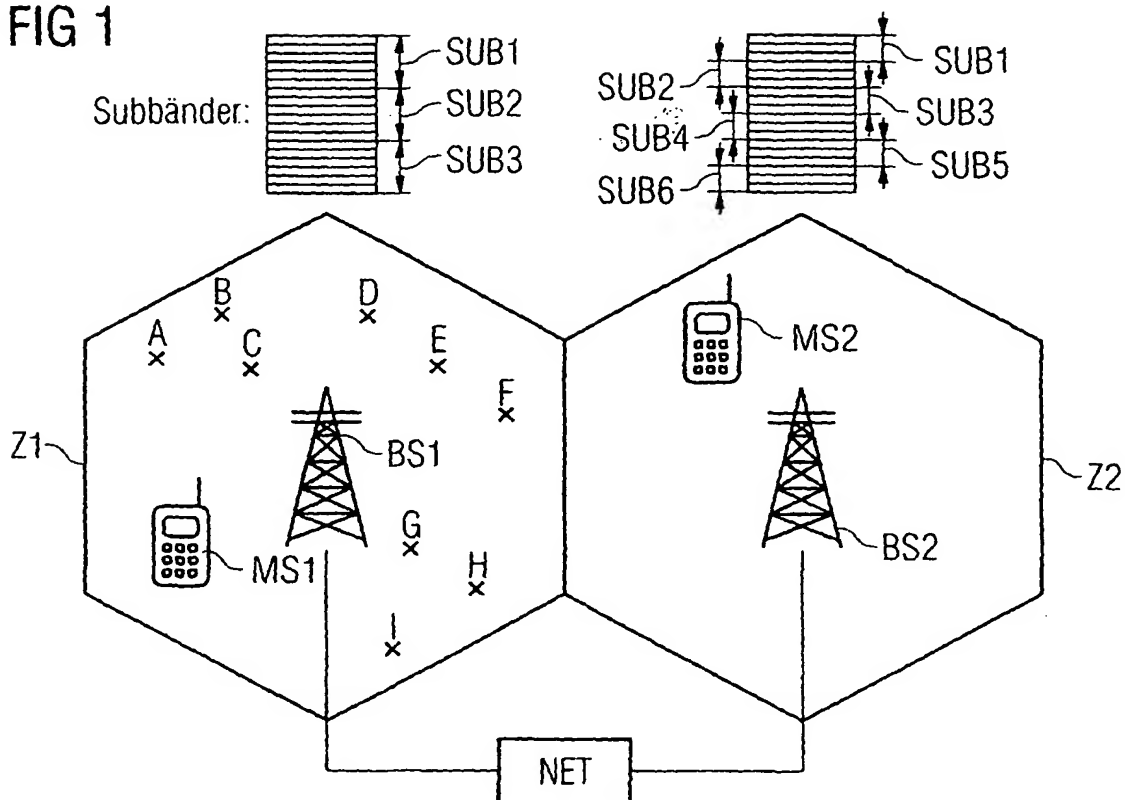 FIG 1
SUB1
Subbänder:
SUB2
SUB3
SUB1
SUB2
SUB3
SUB4
SUB5
SUB6
A
B
C
D
E
F
MS2
Z1
BS1
Z2
MS1
G
H
BS2
I
NET